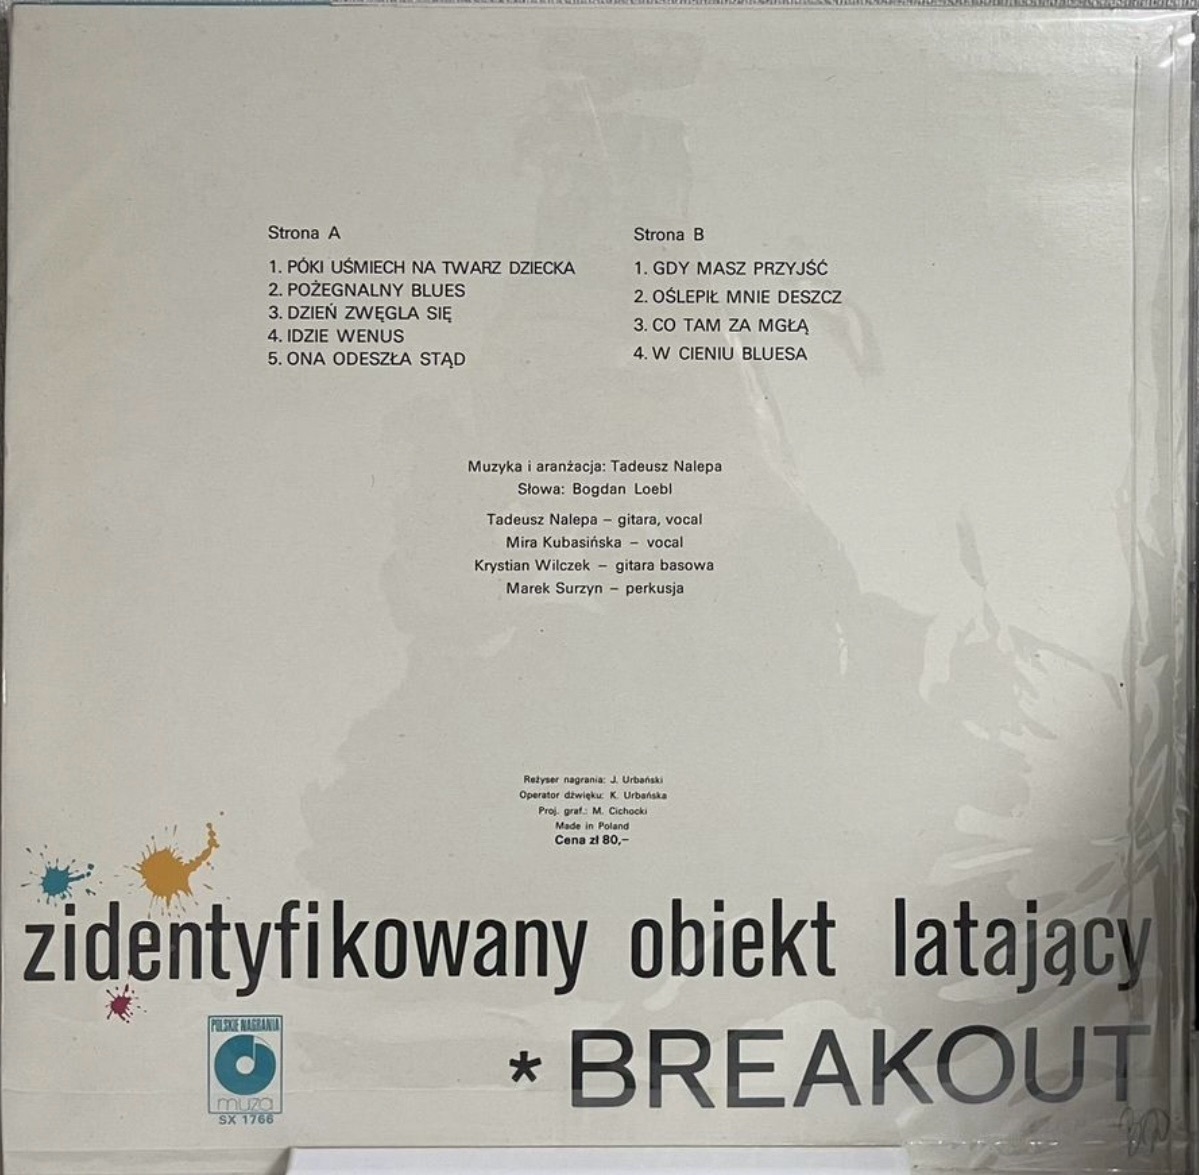 Strona A
1. PÓKI UŚMIECH NA TWARZ DZIECKA
2. POŻEGNALNY BLUES
3. DZIEŃ ZWĘGLA SIĘ
4. IDZIE WENUS
5. ONA ODESZŁA STĄD
Strona B
1. GDY MASZ PRZYJŚĆ
2. OŚLEPIŁ MNIE DESZCZ
3. CO TAM ZA MGŁĄ
4. W CIENIU BLUESA
Muzyka i aranżacja: Tadeusz Nalepa
Słowa: Bogdan Loebl
Tadeusz Nalepa – gitara, vocal
Mira Kubasińska – vocal
Krystian Wilczek – gitara basowa
Marek Surzyn – perkusja
Reżyser nagrania: J. Urbański
Operator dźwięku: K. Urbańska
Proj. graf.: M. Cichocki
Made in Poland
Cena zł 80,–
zidentyfikowany obiekt latający
* BREAKOUT
POLSKIE NAGRANIA
muza
SX 1766